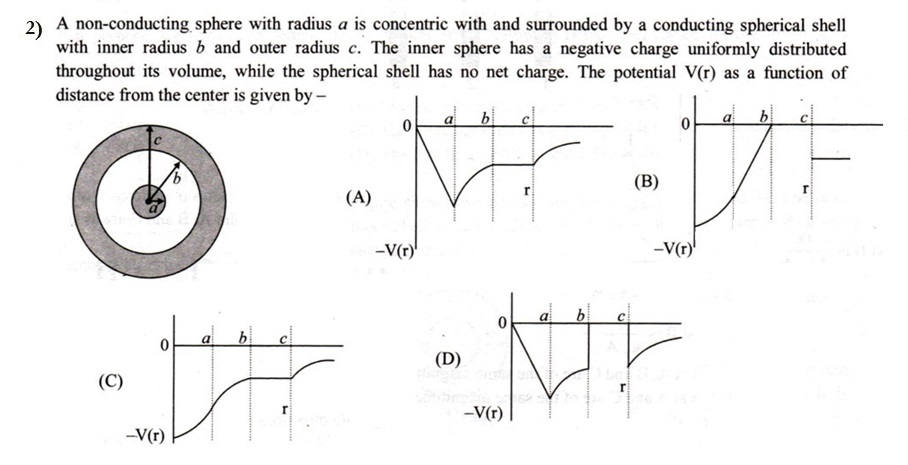 2) A non-conducting sphere with radius a is concentric with and surrounded by a conducting spherical shell
with inner radius b and outer radius c. The inner sphere has a negative charge uniformly distributed
throughout its volume, while the spherical shell has no net charge. The potential V(r) as a function of
distance from the center is given by –
c
b
a
(A)
0
a b c
r
–V(r)
(B)
0
a b c
r
–V(r)
(C)
0
a b c
r
–V(r)
(D)
0
a b c
r
–V(r)